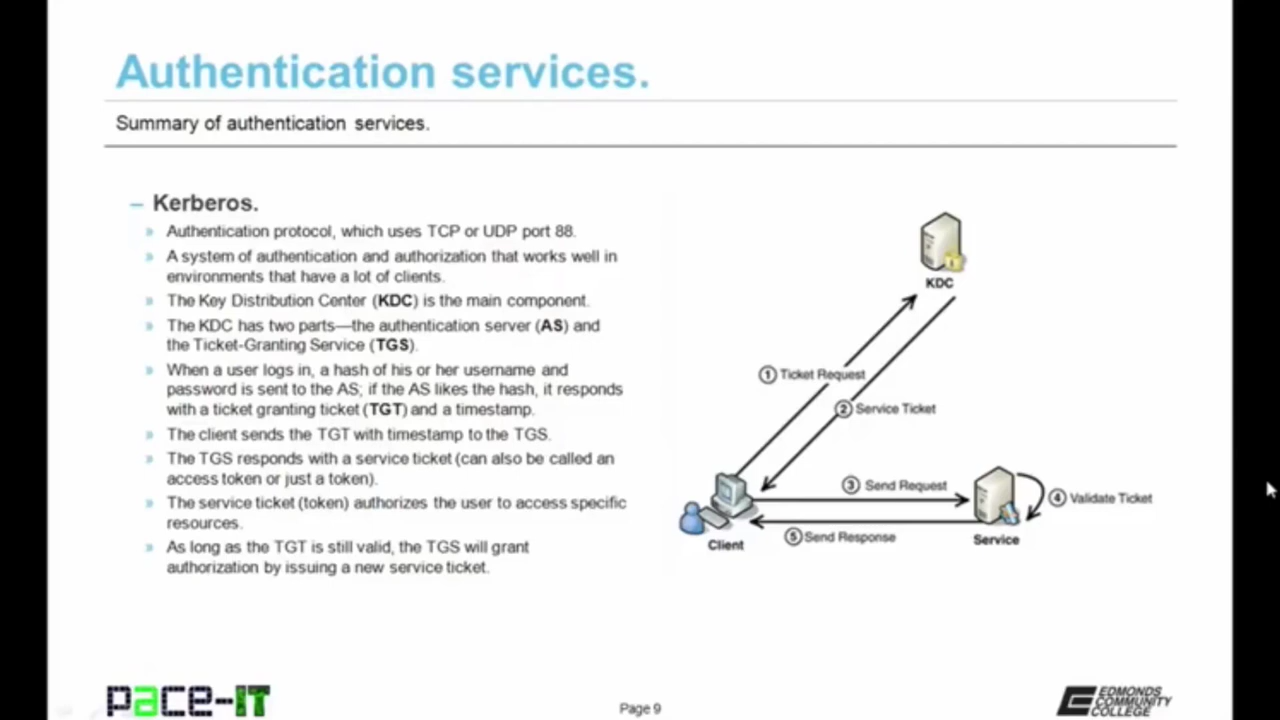 Authentication services.
Summary of authentication services.
– Kerberos.
» Authentication protocol, which uses TCP or UDP port 88.
» A system of authentication and authorization that works well in
environments that have a lot of clients.
» The Key Distribution Center (KDC) is the main component.
» The KDC has two parts—the authentication server (AS) and
the Ticket-Granting Service (TGS).
» When a user logs in, a hash of his or her username and
password is sent to the AS; if the AS likes the hash, it responds
with a ticket granting ticket (TGT) and a timestamp.
» The client sends the TGT with timestamp to the TGS.
» The TGS responds with a service ticket (can also be called an
access token or just a token).
» The service ticket (token) authorizes the user to access specific
resources.
» As long as the TGT is still valid, the TGS will grant
authorization by issuing a new service ticket.
KDC
① Ticket Request
② Service Ticket
③ Send Request
④ Validate Ticket
⑤ Send Response
Client
Service
pace-IT
Page 9
EDMONDS
COMMUNITY
COLLEGE